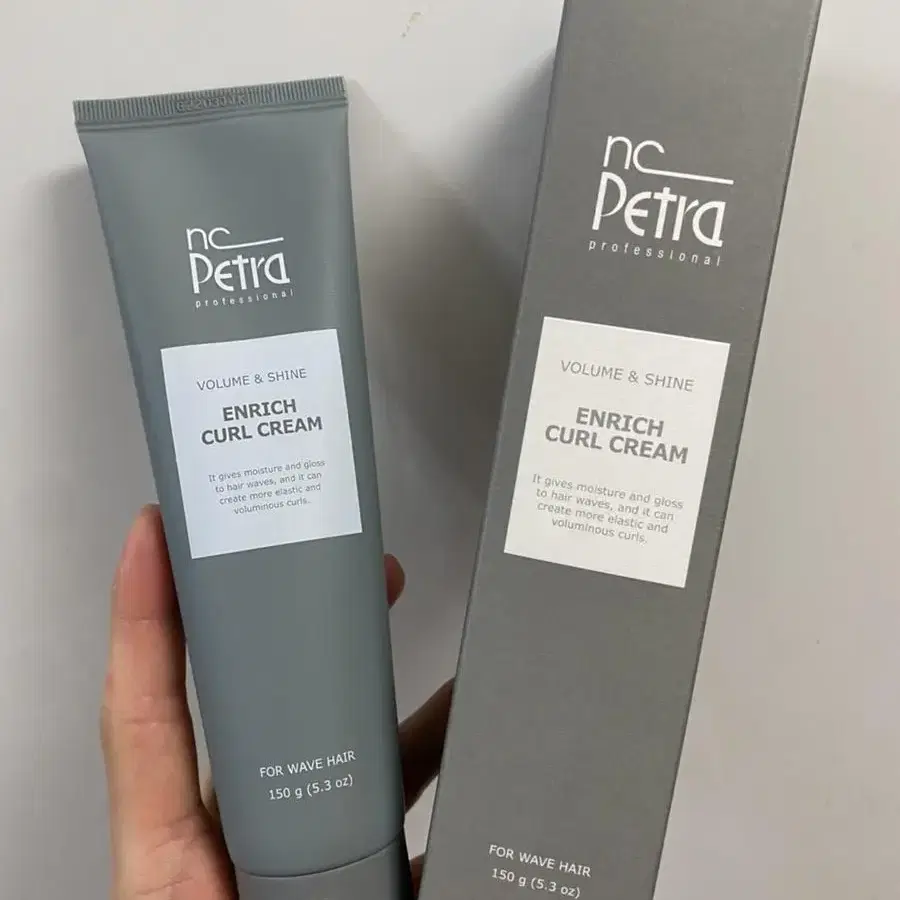 nc
Petra
professional
VOLUME & SHINE
ENRICH
CURL CREAM
It gives moisture and gloss
to hair waves, and it can
create more elastic and
voluminous curls.
FOR WAVE HAIR
150 g (5.3 oz)
nc
Petra
professional
VOLUME & SHINE
ENRICH
CURL CREAM
It gives moisture and gloss
to hair waves, and it can
create more elastic and
voluminous curls.
FOR WAVE HAIR
150 g (5.3 oz)